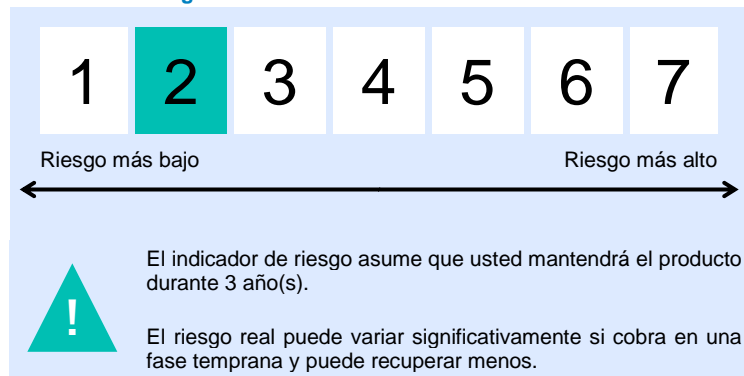 1 2 3 4 5 6 7
Riesgo más bajo Riesgo más alto
El indicador de riesgo asume que usted mantendrá el producto
durante 3 año(s).
!
El riesgo real puede variar significativamente si cobra en una
fase temprana y puede recuperar menos.